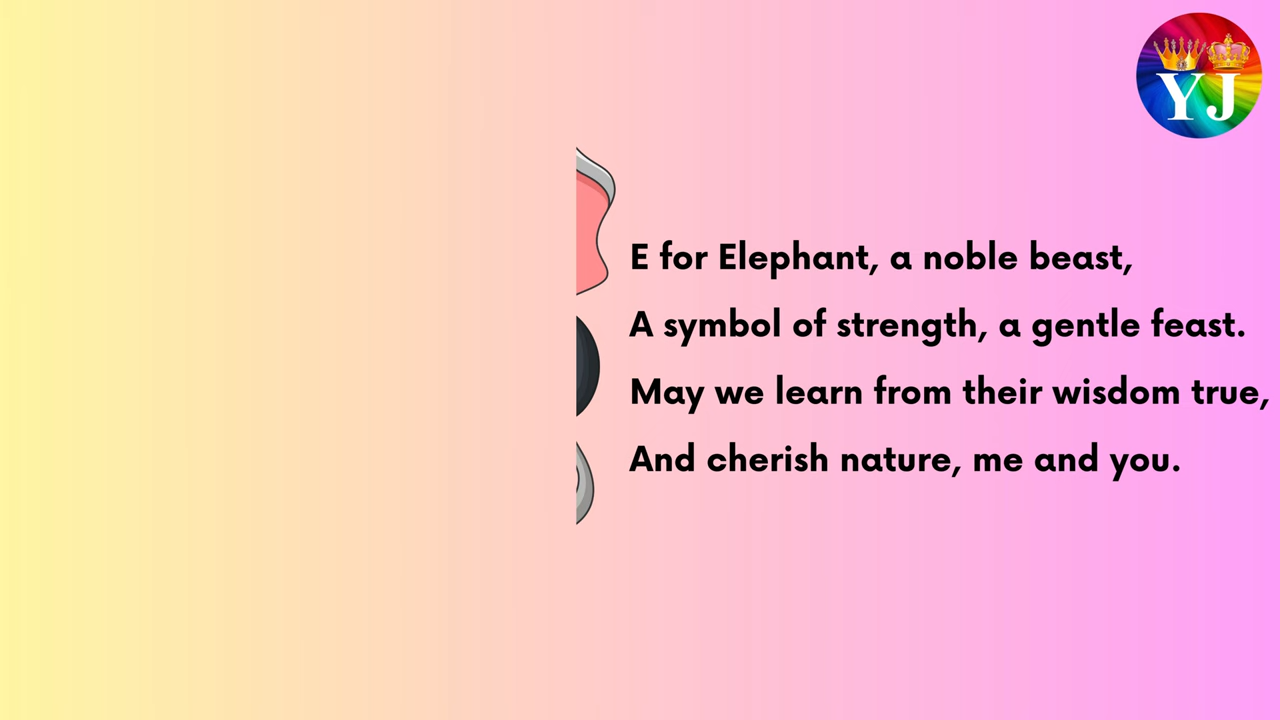 YJ
E for Elephant, a noble beast,
A symbol of strength, a gentle feast.
May we learn from their wisdom true,
And cherish nature, me and you.